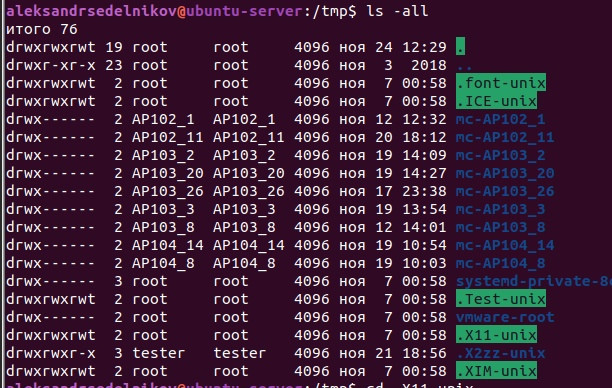 aleksandrsedelnikov@ubuntu-server:/tmp$ ls -all
итого 76
drwxrwxrwt 19 root root 4096 ноя 24 12:29 .
drwxr-xr-x 23 root root 4096 ноя 3 2018 ..
drwxrwxrwt 2 root root 4096 ноя 7 00:58 .font-unix
drwxrwxrwt 2 root root 4096 ноя 7 00:58 .ICE-unix
drwx------ 2 AP102_1 AP102_1 4096 ноя 12 12:32 mc-AP102_1
drwx------ 2 AP102_11 AP102_11 4096 ноя 20 18:12 mc-AP102_11
drwx------ 2 AP103_2 AP103_2 4096 ноя 19 14:09 mc-AP103_2
drwx------ 2 AP103_20 AP103_20 4096 ноя 19 14:27 mc-AP103_20
drwx------ 2 AP103_26 AP103_26 4096 ноя 17 23:38 mc-AP103_26
drwx------ 2 AP103_3 AP103_3 4096 ноя 19 13:54 mc-AP103_3
drwx------ 2 AP103_8 AP103_8 4096 ноя 12 14:01 mc-AP103_8
drwx------ 2 AP104_14 AP104_14 4096 ноя 19 10:54 mc-AP104_14
drwx------ 2 AP104_8 AP104_8 4096 ноя 19 10:03 mc-AP104_8
drwx------ 3 root root 4096 ноя 7 00:58 systemd-private-8
drwxrwxrwt 2 root root 4096 ноя 7 00:58 .Test-unix
drwx------ 2 root root 4096 ноя 7 00:58 vmware-root
drwxrwxrwt 2 root root 4096 ноя 7 00:58 .X11-unix
drwxrwxr-x 3 tester tester 4096 ноя 21 18:56 .X2zz-unix
drwxrwxrwt 2 root root 4096 ноя 7 00:58 .XIM-unix
aleksandrsedelnikov@ubuntu-server:/tmp$ cd .X11-unix